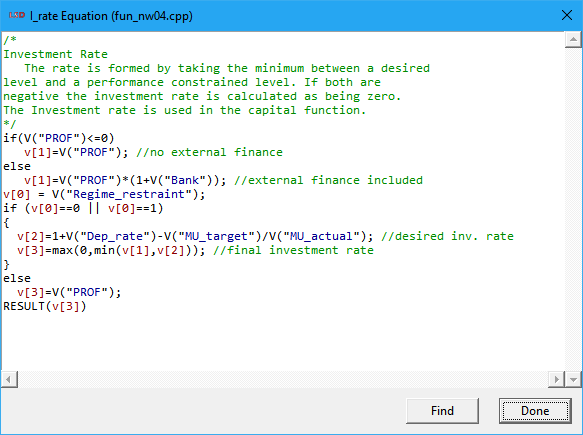 LSD I_rate Equation (fun_nw04.cpp)
/*
Investment Rate
   The rate is formed by taking the minimum between a desired
level and a performance constrained level. If both are
negative the investment rate is calculated as being zero.
The Investment rate is used in the capital function.
*/
if(V("PROF")<=0)
   v[1]=V("PROF"); //no external finance
else
   v[1]=V("PROF")*(1+V("Bank")); //external finance included
v[0] = V("Regime_restraint");
if (v[0]==0 || v[0]==1)
{
  v[2]=1+V("Dep_rate")-V("MU_target")/V("MU_actual"); //desired inv. rate
  v[3]=max(0,min(v[1],v[2])); //final investment rate
}
else
  v[3]=V("PROF");
RESULT(v[3])
Find Done